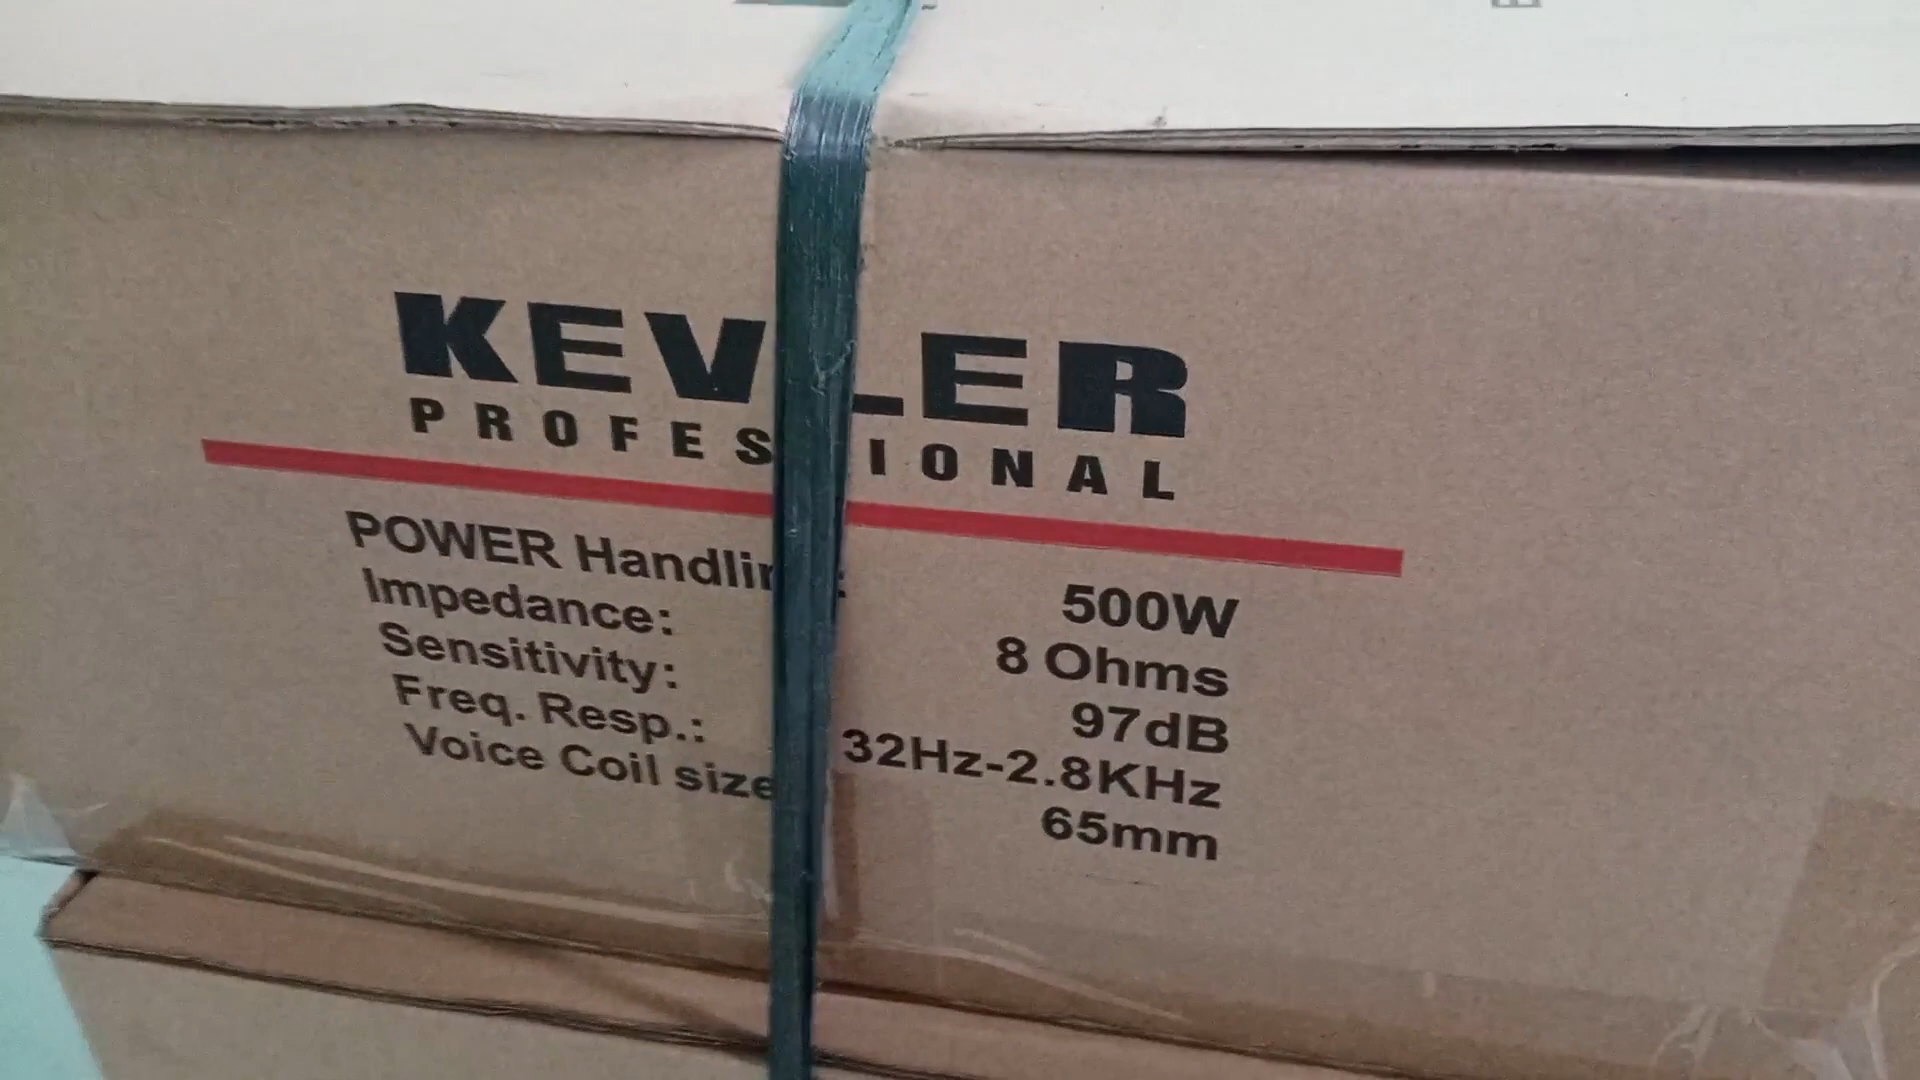 KEVLER
PROFESSIONAL
POWER Handling: 500W
Impedance: 8 Ohms
Sensitivity: 97dB
Freq. Resp.: 32Hz-2.8KHz
Voice Coil size 65mm